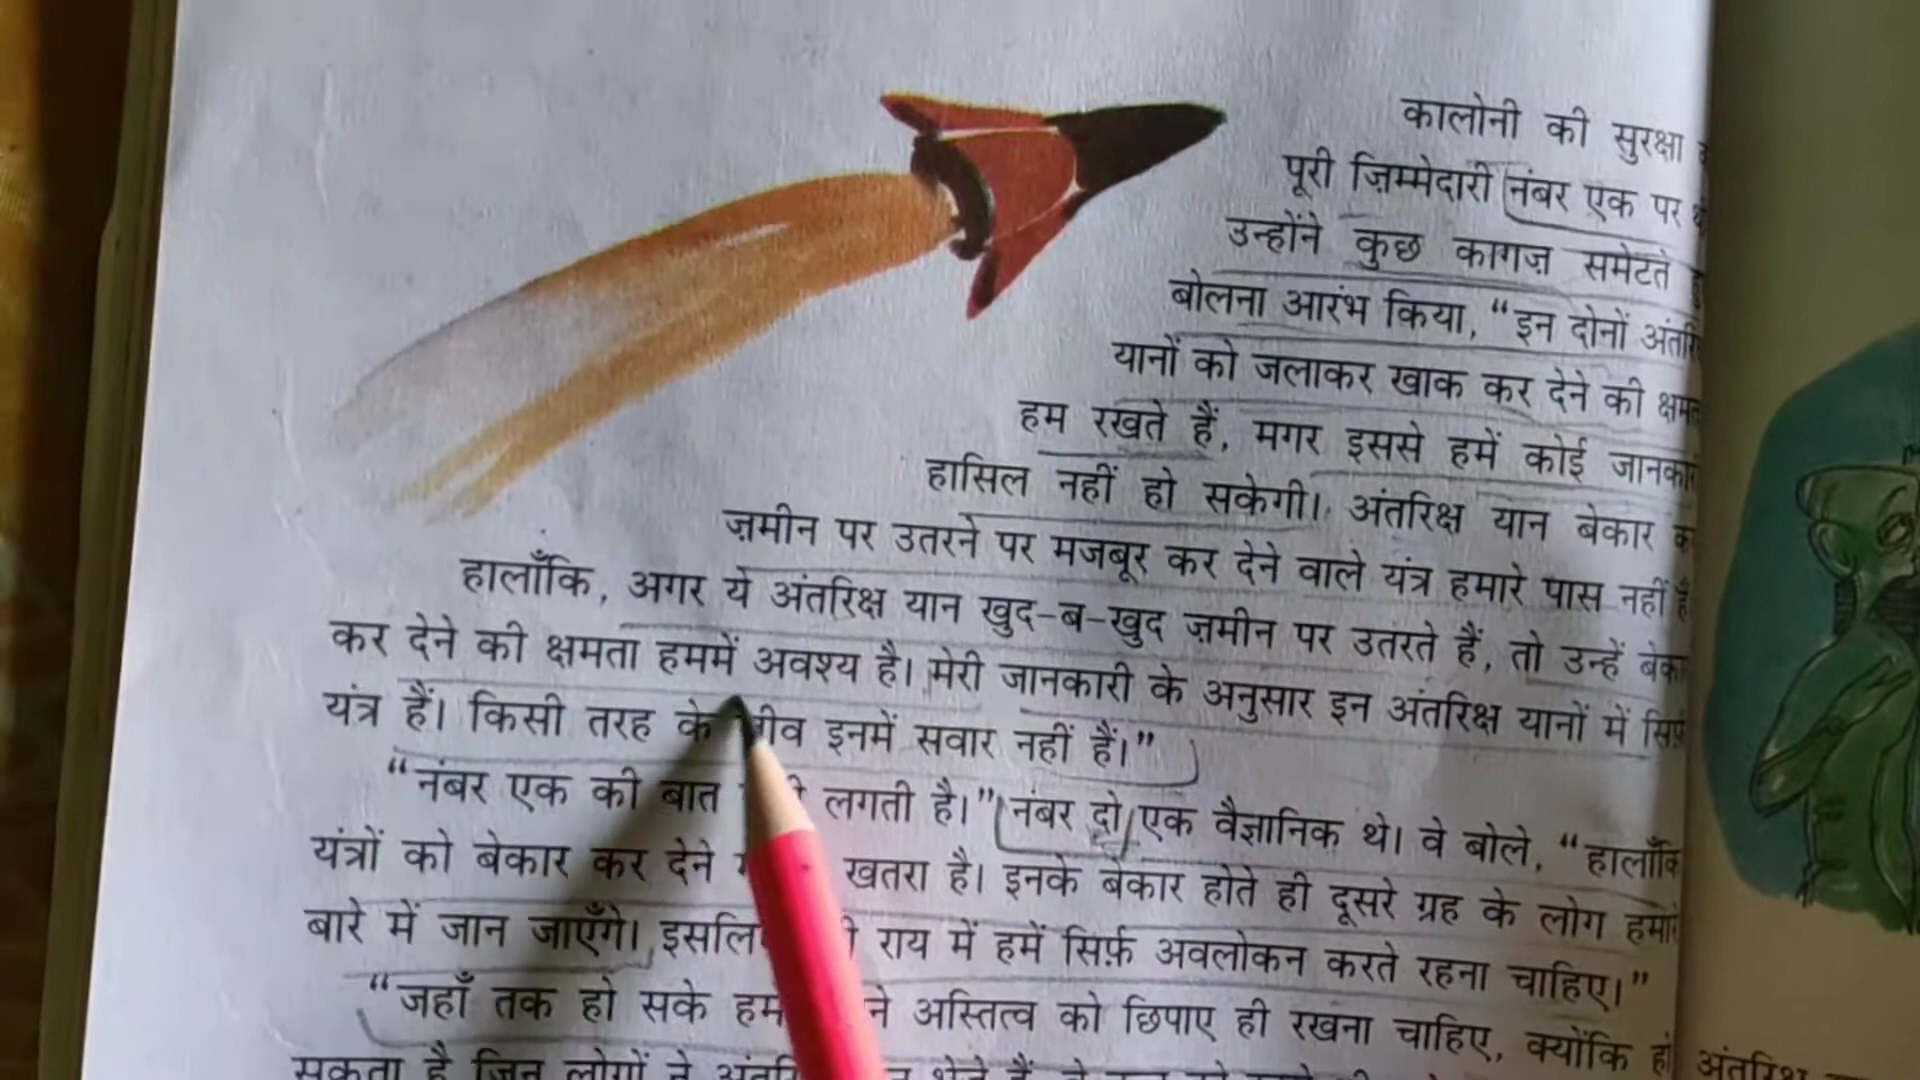 कालोनी की सुरक्षा
पूरी ज़िम्मेदारी नंबर एक पर
उन्होंने कुछ कागज़ समेटते
बोलना आरंभ किया, “इन दोनों
यानों को जलाकर खाक कर देने की
हम रखते हैं, मगर इससे हमें कोई
हासिल नहीं हो सकेगी। अंतरिक्ष यान बेकार
ज़मीन पर उतरने पर मजबूर कर देने वाले यंत्र हमारे पास नहीं
हालाँकि, अगर ये अंतरिक्ष यान खुद-ब-खुद ज़मीन पर उतरते हैं, तो उन्हें
कर देने की क्षमता हममें अवश्य है। मेरी जानकारी के अनुसार इन अंतरिक्ष यानों में
यंत्र हैं। किसी तरह के इनमें सवार नहीं हैं।”
“नंबर एक की बात लगती है।” नंबर दो एक वैज्ञानिक थे। वे बोले, “हालाँकि
यंत्रों को बेकार कर देने खतरा है। इनके बेकार होते ही दूसरे ग्रह के लोग
बारे में जान जाएँगे। राय में हमें सिर्फ़ अवलोकन करते रहना चाहिए।”
“जहाँ तक हो सके अस्तित्व को छिपाए ही रखना चाहिए, क्योंकि हो
सकता है जिन लोगों ने